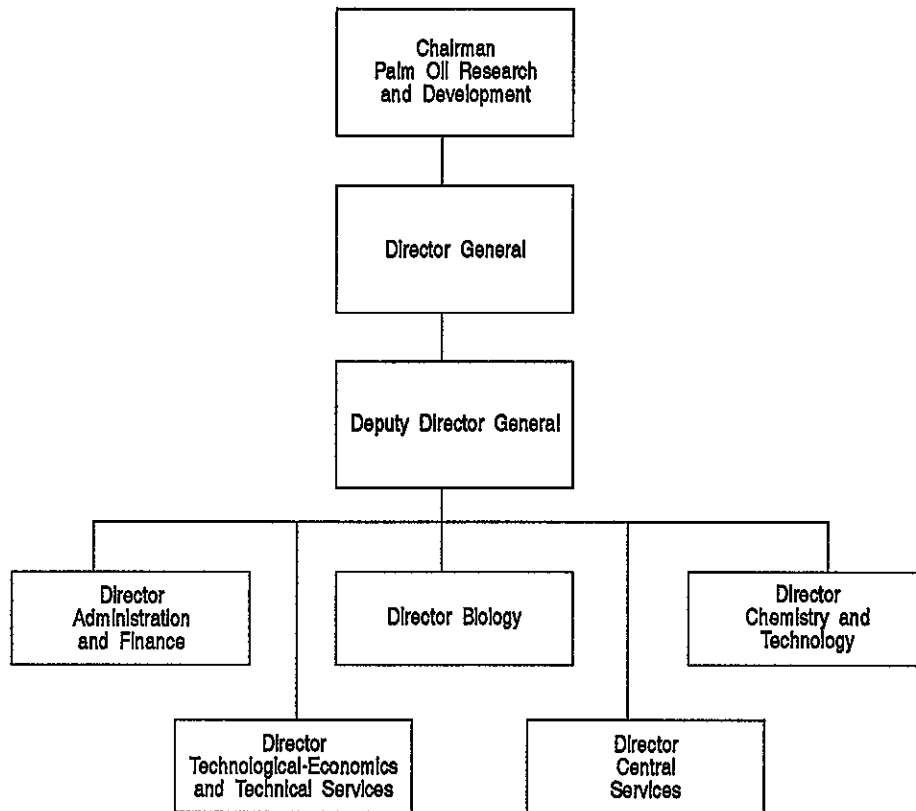 Chairman
Palm Oil Research
and Development
Director General
Deputy Director General
Director
Administration
and Finance
Director Biology
Director
Chemistry and
Technology
Director
Technological-Economics
and Technical Services
Director
Central
Services